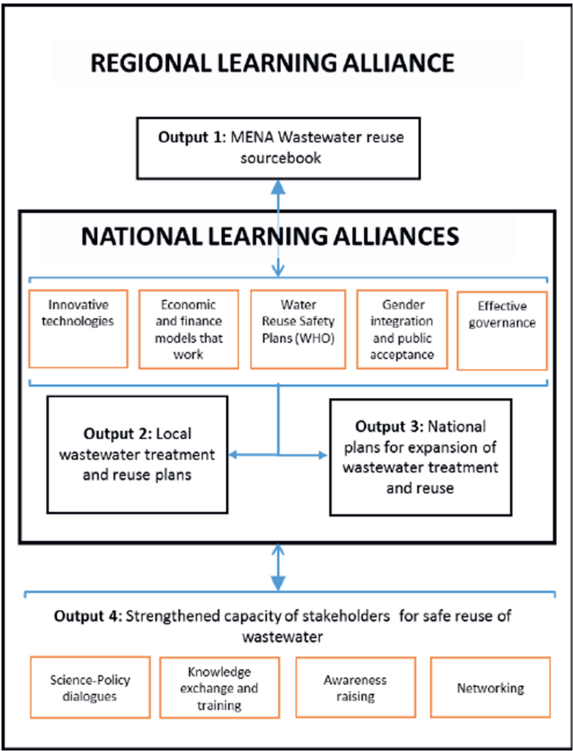 REGIONAL LEARNING ALLIANCE
Output 1: MENA Wastewater reuse
sourcebook
NATIONAL LEARNING ALLIANCES
Innovative
technologies
Economic
and finance
models that
work
Water
Reuse Safety
Plans (WHO)
Gender
integration
and public
acceptance
Effective
governance
Output 2: Local
wastewater treatment
and reuse plans
Output 3: National
plans for expansion of
wastewater treatment
and reuse
Output 4: Strengthened capacity of stakeholders for safe reuse of
wastewater
Science-Policy
dialogues
Knowledge
exchange and
training
Awareness
raising
Networking